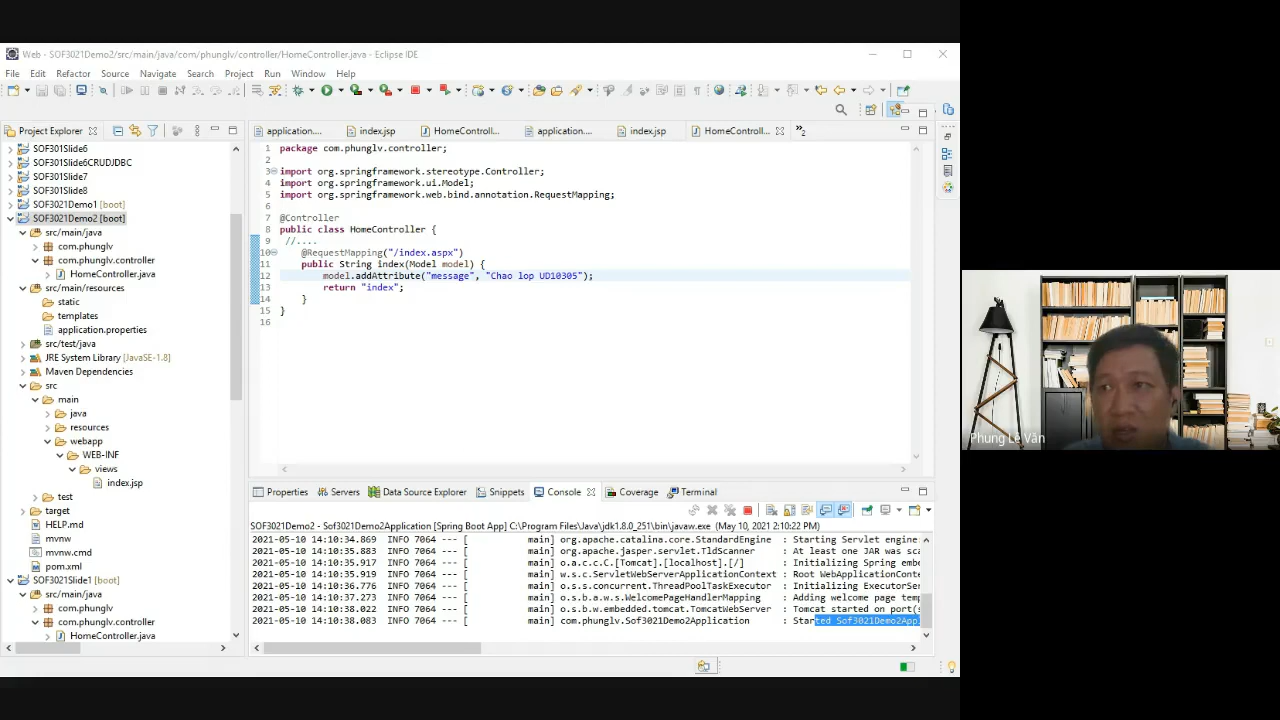 Web - SOF3021Demo2/src/main/java/com/phunglv/controller/HomeController.java - Eclipse IDE
File Edit Refactor Source Navigate Search Project Run Window Help
Project Explorer
application....
index.jsp
HomeControll...
application....
index.jsp
HomeControll...
SOF301Slide6
SOF301Slide6CRUDJDBC
SOF301Slide7
SOF301Slide8
SOF3021Demo1 [boot]
SOF3021Demo2 [boot]
src/main/java
com.phunglv
com.phunglv.controller
HomeController.java
src/main/resources
static
templates
application.properties
src/test/java
JRE System Library [JavaSE-1.8]
Maven Dependencies
src
main
java
resources
webapp
WEB-INF
views
index.jsp
test
target
HELP.md
mvnw
mvnw.cmd
pom.xml
SOF3021Slide1 [boot]
src/main/java
com.phunglv
com.phunglv.controller
HomeController.java
1 package com.phunglv.controller;
2
3 import org.springframework.stereotype.Controller;
4 import org.springframework.ui.Model;
5 import org.springframework.web.bind.annotation.RequestMapping;
6
7 @Controller
8 public class HomeController {
9 //....
10 @RequestMapping("/index.aspx")
11 public String index(Model model) {
12 model.addAttribute("message", "Chao lop UD10305");
13 return "index";
14 }
15 }
16
Properties Servers Data Source Explorer Snippets Console Coverage Terminal
SOF3021Demo2 - Sof3021Demo2Application [Spring Boot App] C:\Program Files\Java\jdk1.8.0_251\bin\javaw.exe (May 10, 2021 2:10:22 PM)
2021-05-10 14:10:34.869 INFO 7064 --- [ main] org.apache.catalina.core.StandardEngine : Starting Servlet engine:
2021-05-10 14:10:35.883 INFO 7064 --- [ main] org.apache.jasper.servlet.TldScanner : At least one JAR was sca
2021-05-10 14:10:35.917 INFO 7064 --- [ main] o.a.c.c.C.[Tomcat].[localhost].[/] : Initializing Spring embe
2021-05-10 14:10:35.919 INFO 7064 --- [ main] w.s.c.ServletWebServerApplicationContext : Root WebApplicationConte
2021-05-10 14:10:36.776 INFO 7064 --- [ main] o.s.s.concurrent.ThreadPoolTaskExecutor : Initializing ExecutorSer
2021-05-10 14:10:37.273 INFO 7064 --- [ main] o.s.b.a.w.s.WelcomePageHandlerMapping : Adding welcome page temp
2021-05-10 14:10:38.022 INFO 7064 --- [ main] o.s.b.w.embedded.tomcat.TomcatWebServer : Tomcat started on port(s
2021-05-10 14:10:38.083 INFO 7064 --- [ main] com.phunglv.Sof3021Demo2Application : Started Sof3021Demo2Appl
Phung Lê Văn